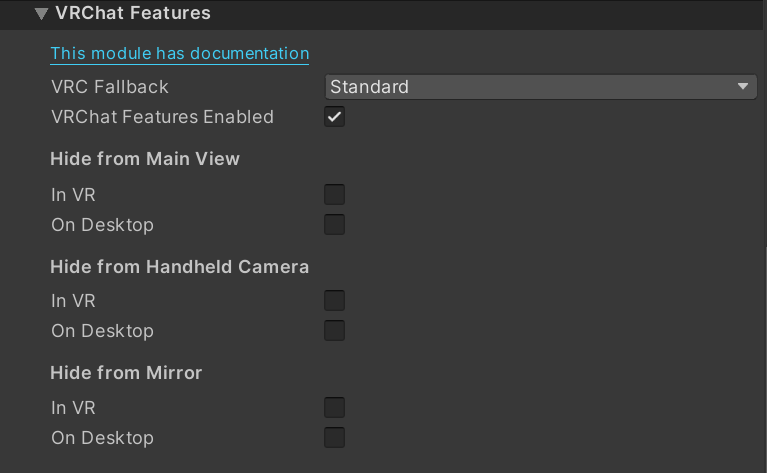 VRChat Features
This module has documentation
VRC Fallback Standard
VRChat Features Enabled
Hide from Main View
In VR
On Desktop
Hide from Handheld Camera
In VR
On Desktop
Hide from Mirror
In VR
On Desktop